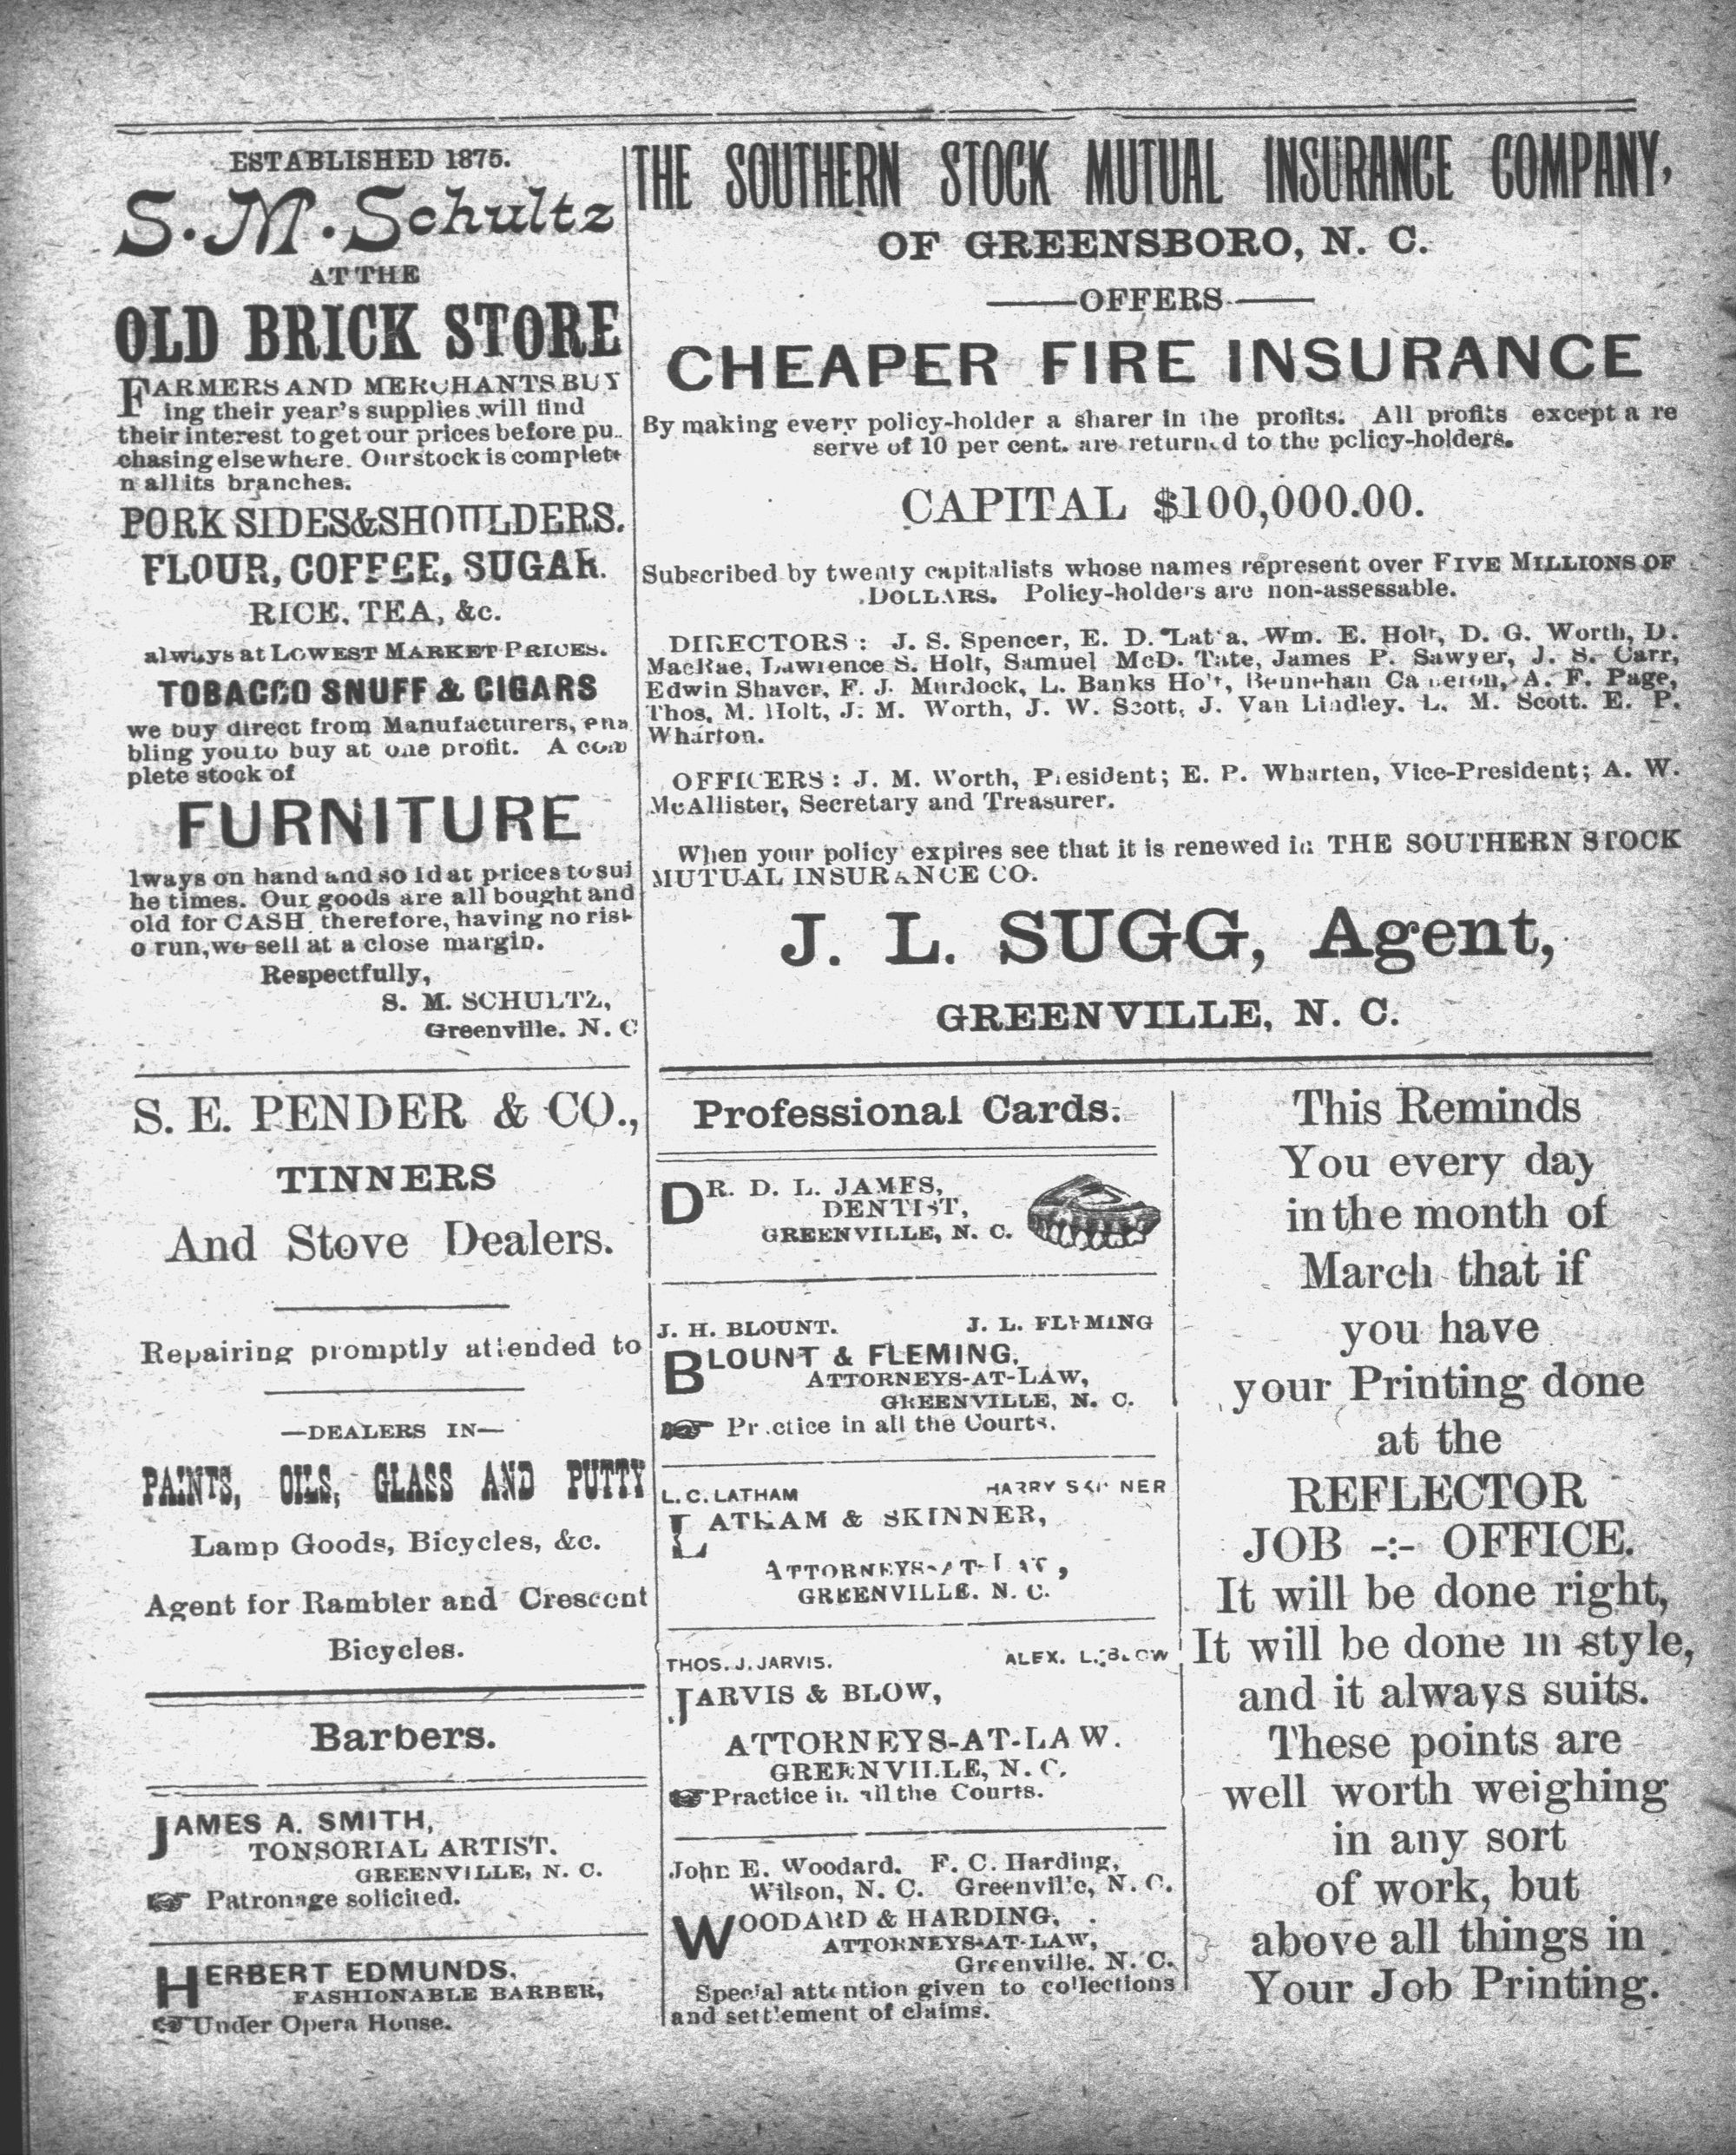 ESTABLISHED 1875.
S. M. Schultz
AT THE
OLD BRICK STORE
FARMERS AND MERCHANTS BUY
ing their year's supplies will find
their interest to get our prices before pu..
chasing elsewhere. Our stock is complete
n all its branches.
PORK SIDES & SHOULDERS.
FLOUR, COFFEE, SUGAR.
RICE, TEA, &c.
always at LOWEST MARKET PRICES.
TOBACCO SNUFF & CIGARS
we buy direct from Manufacturers, ena
bling you to buy at one profit. A com
plete stock of
FURNITURE
lways on hand and so ld at prices to sui
he times. Our goods are all bought and
old for CASH therefore, having no risk
o run, we sell at a close margin.
Respectfully,
S. M. SCHULTZ,
Greenville. N. C
S. E. PENDER & CO.,
TINNERS
And Stove Dealers.
Repairing promptly attended to
—DEALERS IN—
PAINTS, OILS, GLASS AND PUTTY
Lamp Goods, Bicycles, &c.
Agent for Rambler and Crescent
Bicycles.
Barbers.
JAMES A. SMITH,
TONSORIAL ARTIST.
GREENVILLE, N. C.
☞ Patronage solicited.
HERBERT EDMUNDS,
FASHIONABLE BARBER,
☞ Under Opera House.
THE SOUTHERN STOCK MUTUAL INSURANCE COMPANY,
OF GREENSBORO, N. C.
——OFFERS——
CHEAPER FIRE INSURANCE
By making every policy-holder a sharer in the profits. All profits except a re
serve of 10 per cent. are returned to the policy-holders.
CAPITAL $100,000.00.
Subscribed by twenty capitalists whose names represent over FIVE MILLIONS OF
DOLLARS. Policy-holders are non-assessable.
DIRECTORS: J. S. Spencer, E. D. Lat a, Wm. E. Holt, D. G. Worth, D.
MacRae, Lawrence S. Holt, Samuel McD. Tate, James P. Sawyer, J. S. Carr,
Edwin Shaver, F. J. Murdock, L. Banks Ho't, Bennehan Ca neron, A. F. Page,
Thos. M. Holt, J. M. Worth, J. W. Scott, J. Van Lindley, L. M. Scott. E. P.
Wharton.
OFFICERS: J. M. Worth, President; E. P. Wharten, Vice-President; A. W.
McAllister, Secretary and Treasurer.
When your policy expires see that it is renewed in THE SOUTHERN STOCK
MUTUAL INSURANCE CO.
J. L. SUGG, Agent,
GREENVILLE, N. C.
Professional Cards.
DR. D. L. JAMES,
DENTIST,
GREENVILLE, N. C.
J. H. BLOUNT. J. L. FLEMING
BLOUNT & FLEMING,
ATTORNEYS-AT-LAW,
GREENVILLE, N. C.
☞ Practice in all the Courts.
L. C. LATHAM HARRY SKINNER
LATHAM & SKINNER,
ATTORNEYS-AT-LAW,
GREENVILLE. N. C.
THOS. J. JARVIS. ALEX. L. BLOW
JARVIS & BLOW,
ATTORNEYS-AT-LAW.
GREENVILLE, N. C.
☞ Practice in all the Courts.
John E. Woodard, F. C. Harding,
Wilson, N. C. Greenville, N. C.
WOODARD & HARDING,
ATTORNEYS-AT-LAW,
Greenville, N. C.
Special attention given to collections
and settlement of claims.
This Reminds
You every day
in the month of
March that if
you have
your Printing done
at the
REFLECTOR
JOB -:- OFFICE.
It will be done right,
It will be done in style,
and it always suits.
These points are
well worth weighing
in any sort
of work, but
above all things in
Your Job Printing.